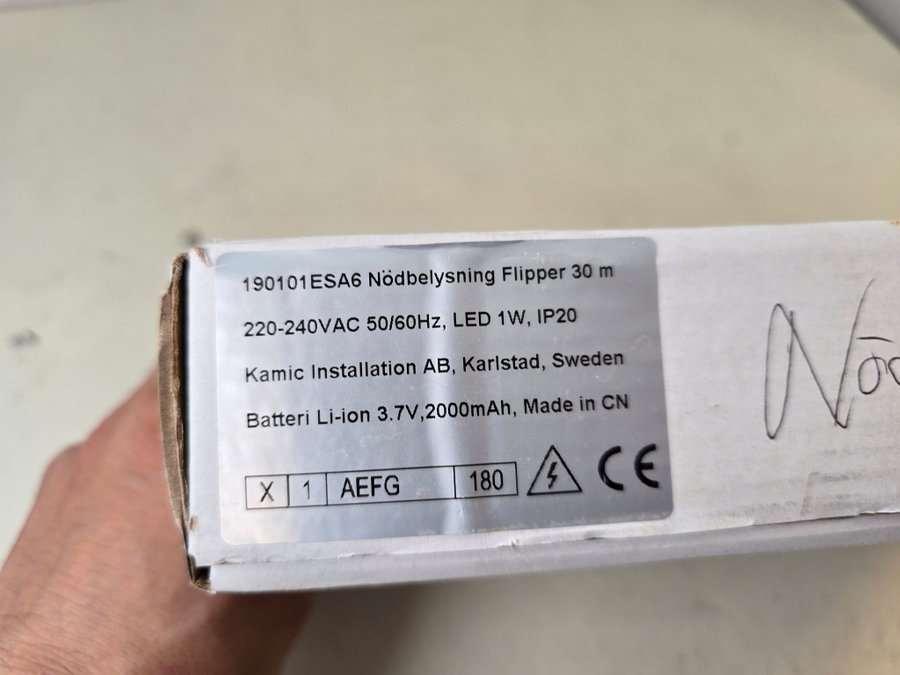 190101ESA6 Nödbelysning Flipper 30 m
220-240VAC 50/60Hz, LED 1W, IP20
Kamic Installation AB, Karlstad, Sweden
Batteri Li-ion 3.7V,2000mAh, Made in CN
X 1 AEFG 180 CE